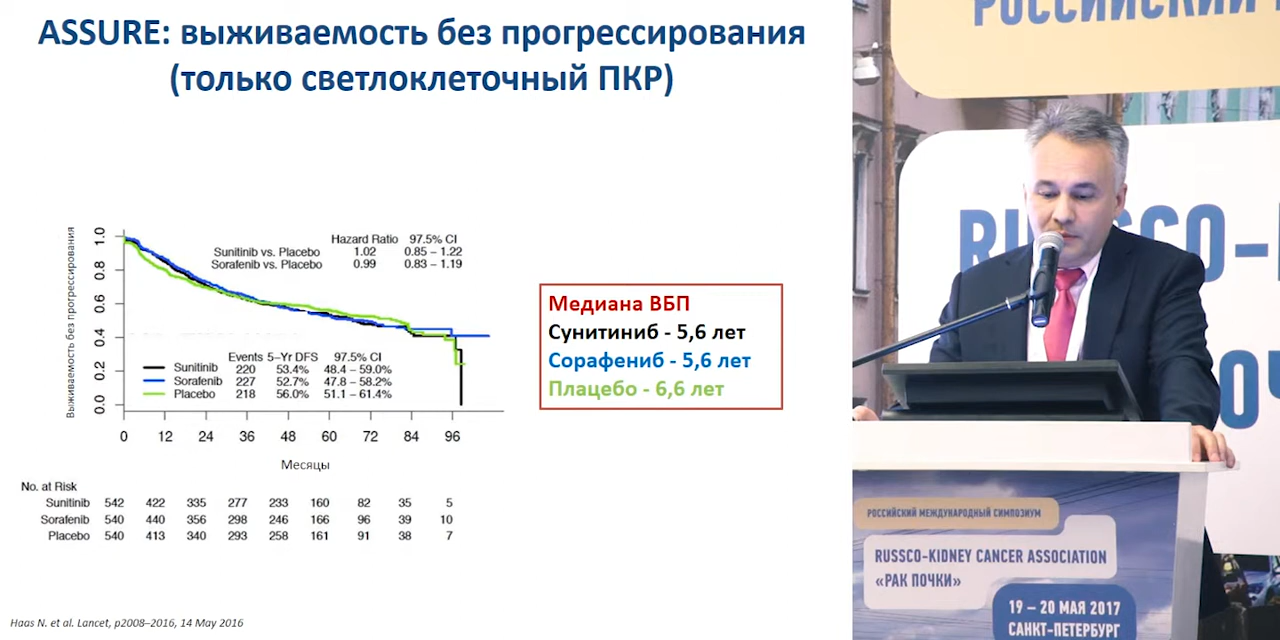 ASSURE: выживаемость без прогрессирования
(только светлоклеточный ПКР)
Выживаемость без прогрессирования
1.0
0.8
0.6
0.4
0.2
0.0
Hazard Ratio 97.5% CI
Sunitinib vs. Placebo 1.02 0.85 – 1.22
Sorafenib vs. Placebo 0.99 0.83 – 1.19
Events 5–Yr DFS 97.5% CI
Sunitinib 220 53.4% 48.4 – 59.0%
Sorafenib 227 52.7% 47.8 – 58.2%
Placebo 218 56.0% 51.1 – 61.4%
0 12 24 36 48 60 72 84 96
Месяцы
No. at Risk
Sunitinib 542 422 335 277 233 160 82 35 5
Sorafenib 540 440 356 298 246 166 96 39 10
Placebo 540 413 340 293 258 161 91 38 7
Медиана ВБП
Сунитиниб - 5,6 лет
Сорафениб - 5,6 лет
Плацебо - 6,6 лет
Haas N. et al. Lancet, p2008–2016, 14 May 2016
РОССИЙСКИЙ
РОССИЙСКИЙ МЕЖДУНАРОДНЫЙ СИМПОЗИУМ
RUSSCO-KIDNEY CANCER ASSOCIATION
«РАК ПОЧКИ»
19 – 20 МАЯ 2017
САНКТ-ПЕТЕРБУРГ